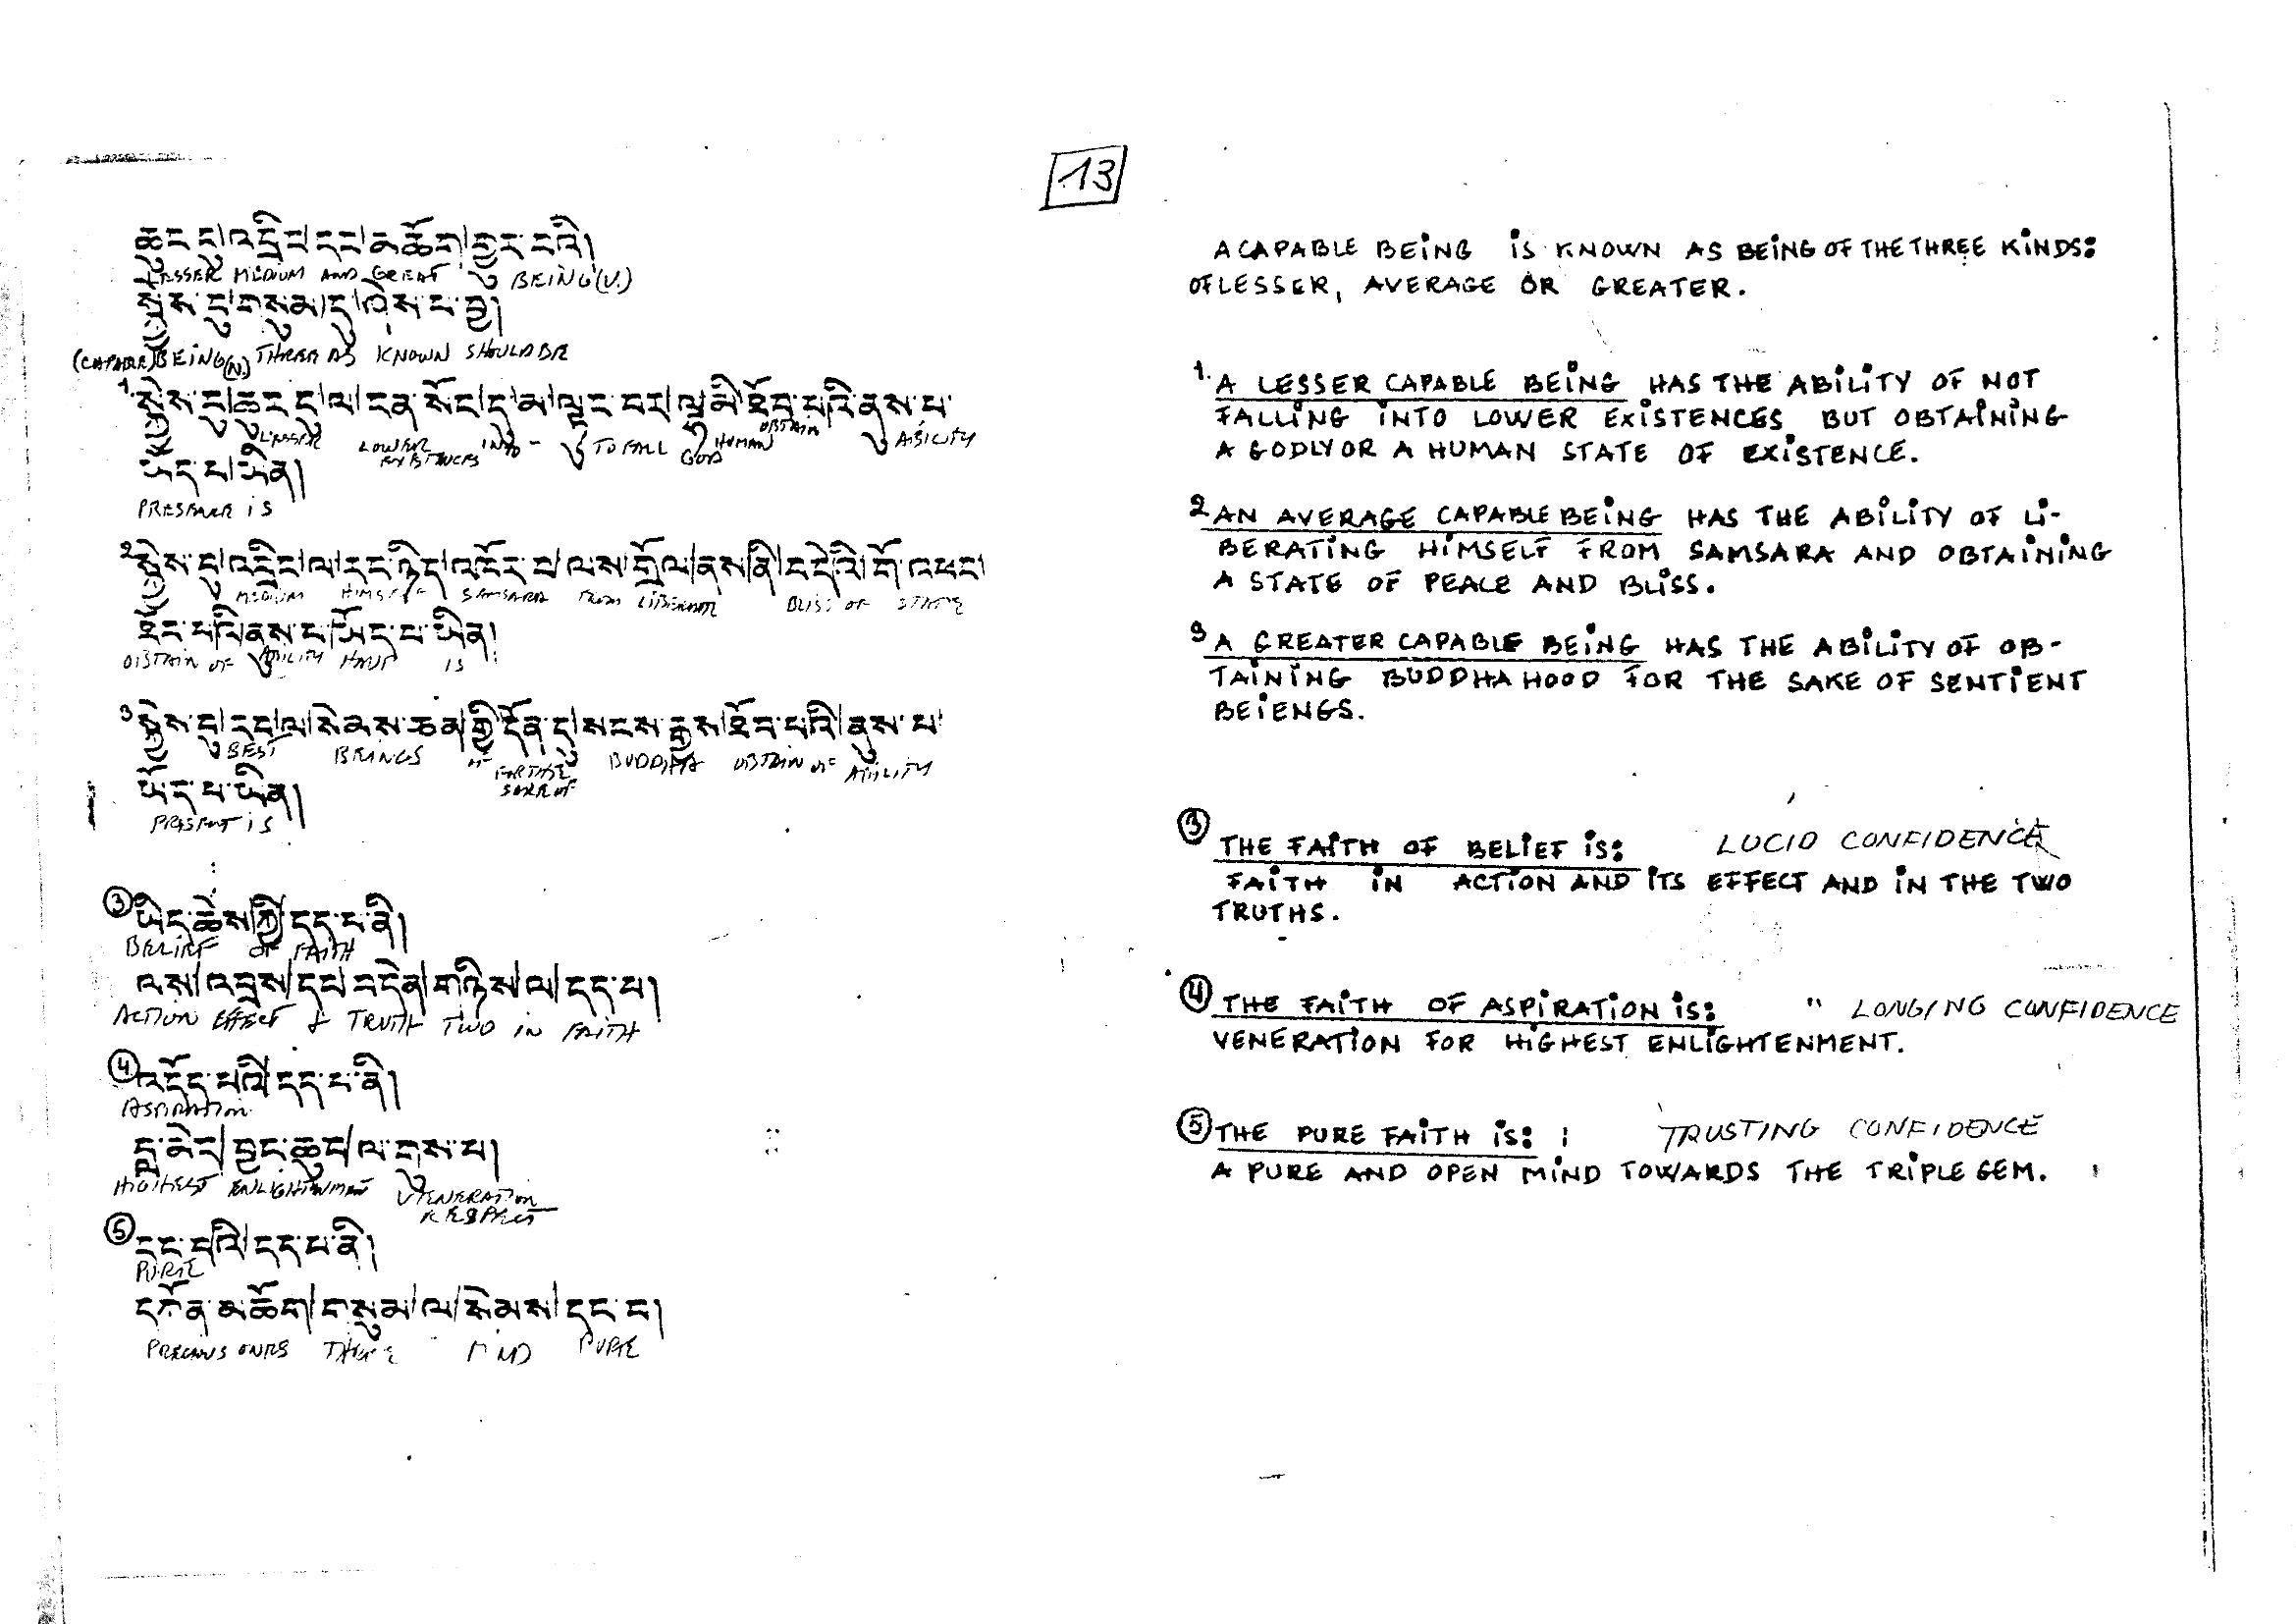 13
ཆུང་ངུ།འབྲིང།དང།མཆོག།གྱུར་པའི།
LESSER MEDIUM AND GREAT BEING (V.)
སྐྱེས་བུ།གསུམ།དུ།ཤེས་པ་བྱ།
BEING (N) THREE AS KNOWN SHOULD BE
1 སྐྱེས་བུ།ཆུང་ངུ།ལ།ངན་སོང།དུ།མ་ལྟུང་བར།ལྷ་མི་ཐོབ་པའི་ནུས་པ་
LESSER LOWER EXISTENCES INTO - TO FALL GOD HUMAN OBTAIN ABILITY
ཡོད་པ།ཡིན།
PRESENT IS
2 སྐྱེས་བུ།འབྲིང།ལ།རང་ཉིད།འཁོར་བ།ལས།གྲོལ།ནས།ཞི།བདེའི།གོ་འཕང།
MEDIUM HIMSELF SAMSARA FROM LIBERATE BLISS OF STATE
ཐོབ་པའི།ནུས་པ།ཡོད་པ་ཡིན།
OBTAIN OF ABILITY HAVE IS
3 སྐྱེས་བུ།རབ།ལ།སེམས་ཅན།གྱི་དོན་དུ།སངས་རྒྱས།ཐོབ་པའི།ནུས་པ་
BEST BEINGS OF FOR THE SAKE OF BUDDHA OBTAIN OF ABILITY
ཡོད་པ་ཡིན།
PRESENT IS
③ ཡིད་ཆེས།ཀྱི།དད་པ་ནི།
BELIEF OF FAITH
ལས།འབྲས།དང།བདེན།གཉིས།ལ།དད་པ།
ACTION EFFECT & TRUTH TWO IN FAITH
④ འདོད་པའི།དད་པ་ནི།
ASPIRATION
བླ་མེད།བྱང་ཆུབ།ལ་གུས་པ།
HIGHEST ENLIGHTENMENT VENERATION
RESPECT
⑤ དང་བའི།དད་པ་ནི།
PURE
དཀོན་མཆོག།གསུམ།ལ།སེམས།དང་བ།
PRECIOUS ONES THREE MIND PURE
A CAPABLE BEING IS KNOWN AS BEING OF THE THREE KINDS:
OF LESSER, AVERAGE OR GREATER.
1. A LESSER CAPABLE BEING HAS THE ABILITY OF NOT
FALLING INTO LOWER EXISTENCES BUT OBTAINING
A GODLY OR A HUMAN STATE OF EXISTENCE.
2 AN AVERAGE CAPABLE BEING HAS THE ABILITY OF LI-
BERATING HIMSELF FROM SAMSARA AND OBTAINING
A STATE OF PEACE AND BLISS.
3 A GREATER CAPABLE BEING HAS THE ABILITY OF OB-
TAINING BUDDHAHOOD FOR THE SAKE OF SENTIENT
BEIENGS.
③ THE FAITH OF BELIEF IS: LUCID CONFIDENCE
FAITH IN ACTION AND ITS EFFECT AND IN THE TWO
TRUTHS.
④ THE FAITH OF ASPIRATION IS: " LONGING CONFIDENCE
VENERATION FOR HIGHEST ENLIGHTENMENT.
⑤ THE PURE FAITH IS: TRUSTING CONFIDENCE
A PURE AND OPEN MIND TOWARDS THE TRIPLE GEM.